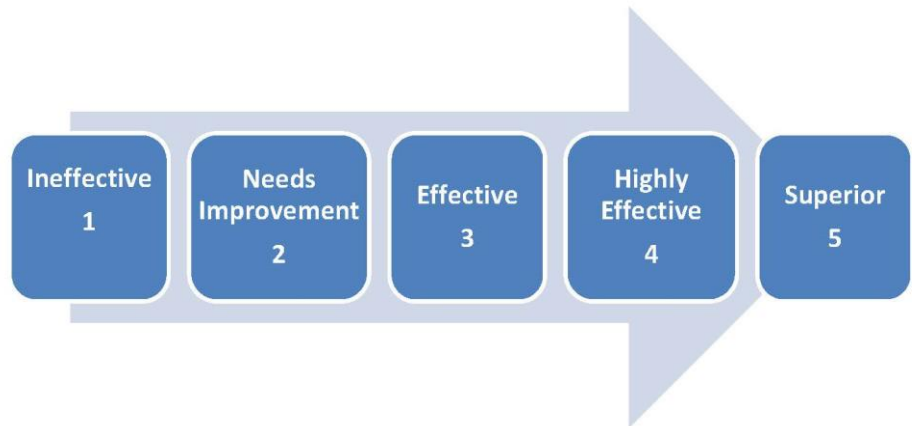 Ineffective
1
Needs
Improvement
2
Effective
3
Highly
Effective
4
Superior
5